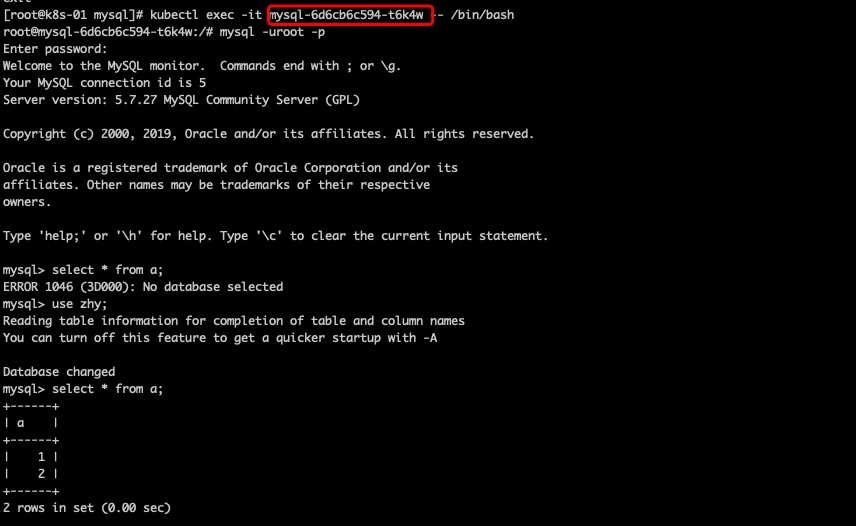 [root@k8s-01 mysql]# kubectl exec -it mysql-6d6cb6c594-t6k4w -- /bin/bash
root@mysql-6d6cb6c594-t6k4w:/# mysql -uroot -p
Enter password:
Welcome to the MySQL monitor.  Commands end with ; or \g.
Your MySQL connection id is 5
Server version: 5.7.27 MySQL Community Server (GPL)
Copyright (c) 2000, 2019, Oracle and/or its affiliates. All rights reserved.
Oracle is a registered trademark of Oracle Corporation and/or its
affiliates. Other names may be trademarks of their respective
owners.
Type 'help;' or '\h' for help. Type '\c' to clear the current input statement.
mysql> select * from a;
ERROR 1046 (3D000): No database selected
mysql> use zhy;
Reading table information for completion of table and column names
You can turn off this feature to get a quicker startup with -A
Database changed
mysql> select * from a;
+------+
| a    |
+------+
|    1 |
|    2 |
+------+
2 rows in set (0.00 sec)